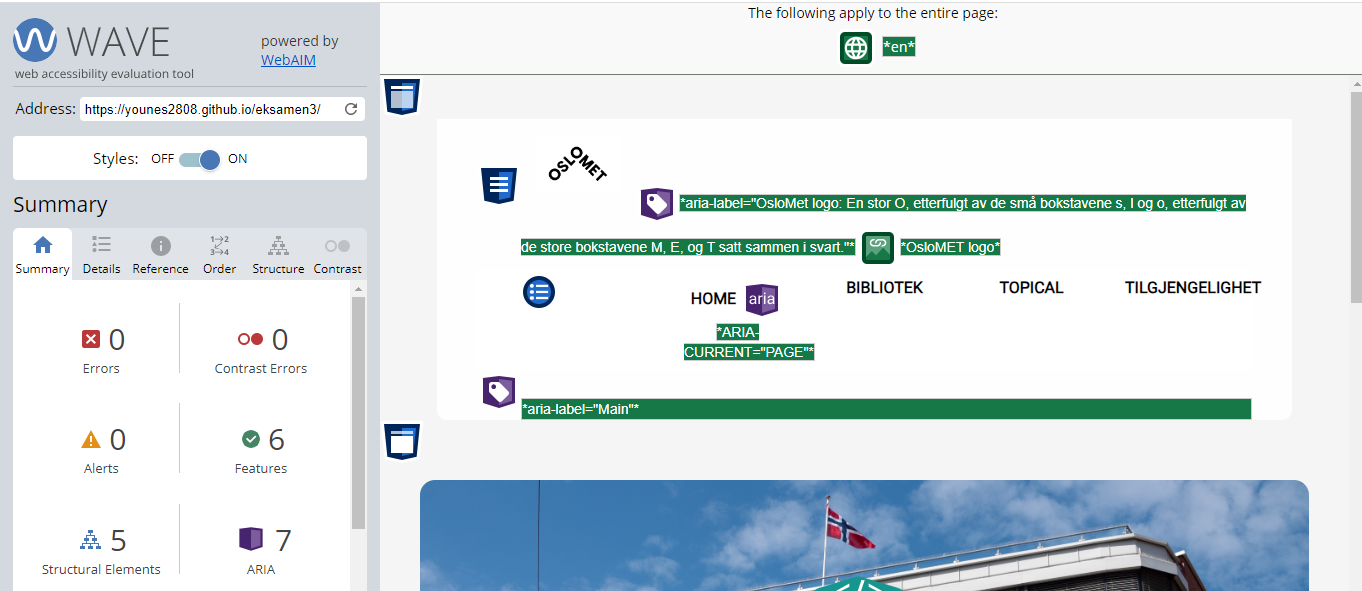 The following apply to the entire page:
*en*
WAVE
powered by
WebAIM
web accessibility evaluation tool
Address: https://younes2808.github.io/eksamen3/
Styles: OFF ON
Summary
Summary Details Reference Order Structure Contrast
0 0
Errors Contrast Errors
0 6
Alerts Features
5 7
Structural Elements ARIA
OSLOMET
*aria-label="OsloMet logo: En stor O, etterfulgt av de små bokstavene s, l og o, etterfulgt av
de store bokstavene M, E, og T satt sammen i svart."* *OsloMET logo*
HOME aria BIBLIOTEK TOPICAL TILGJENGELIGHET
*ARIA-
CURRENT="PAGE"*
*aria-label="Main"*